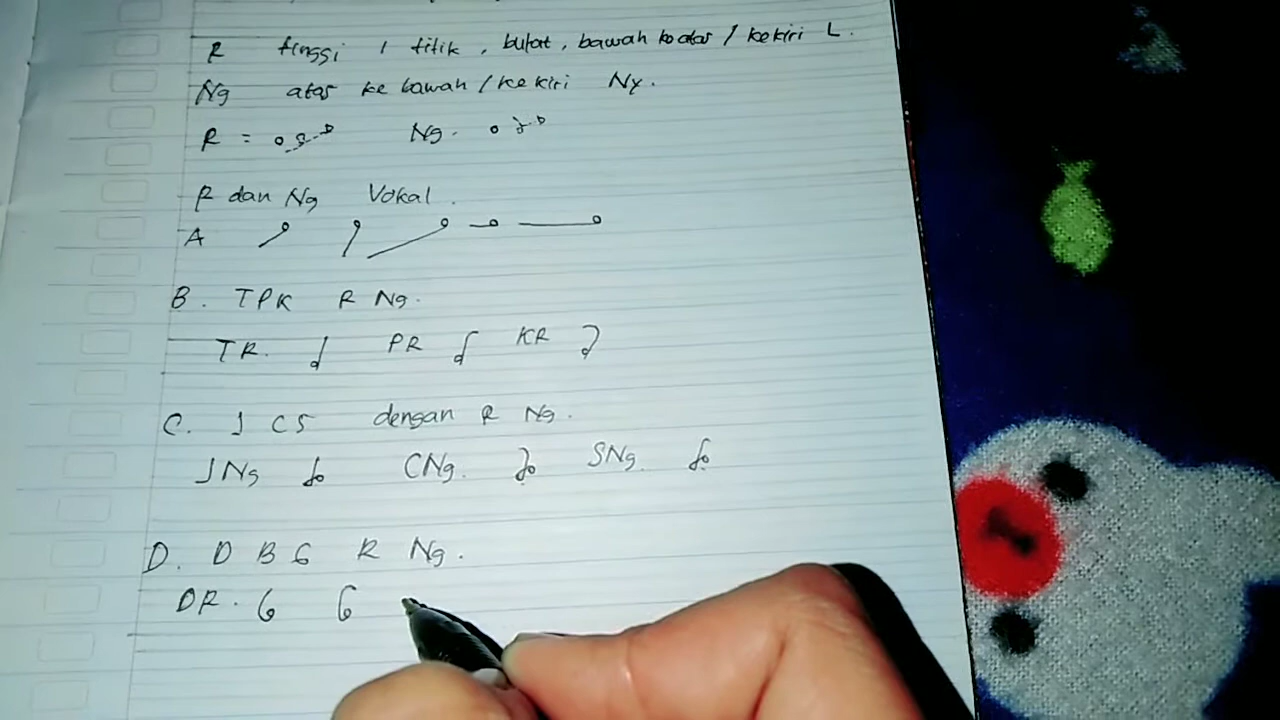 R tinggi 1 titik, bulat, bawah ke atas / ke kiri L.
Ng atas ke bawah / ke kiri Ny.
R = Ng.
R dan Ng Vokal.
A
B. TPK R Ng.
TR. PR KR
C. J C S dengan R Ng.
JNg CNg. SNg.
D. D B G R Ng.
DR.